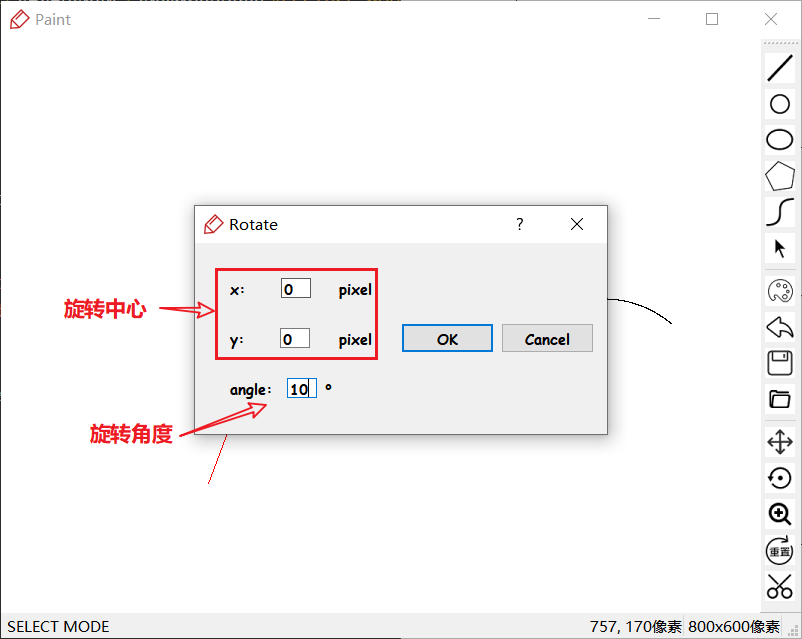 Paint
Rotate
?
旋转中心
x: 0 pixel
y: 0 pixel
OK
Cancel
angle: 10 °
旋转角度
重置
SELECT MODE
757, 170像素 800x600像素